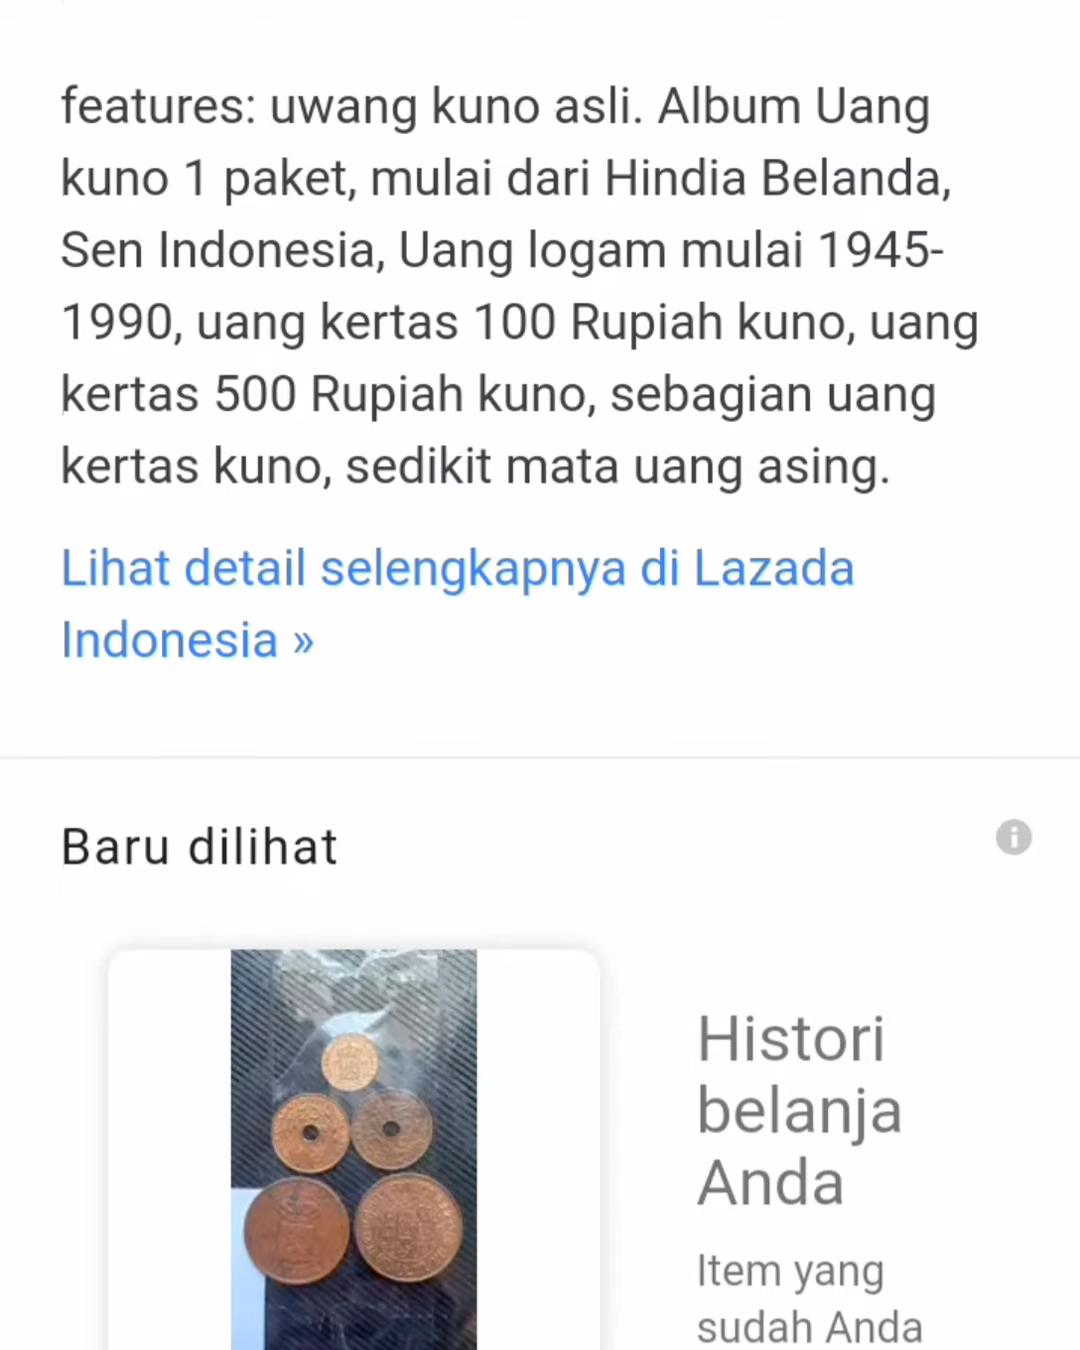 features: uwang kuno asli. Album Uang
kuno 1 paket, mulai dari Hindia Belanda,
Sen Indonesia, Uang logam mulai 1945-
1990, uang kertas 100 Rupiah kuno, uang
kertas 500 Rupiah kuno, sebagian uang
kertas kuno, sedikit mata uang asing.
Lihat detail selengkapnya di Lazada
Indonesia »
Baru dilihat
Histori
belanja
Anda
Item yang
sudah Anda